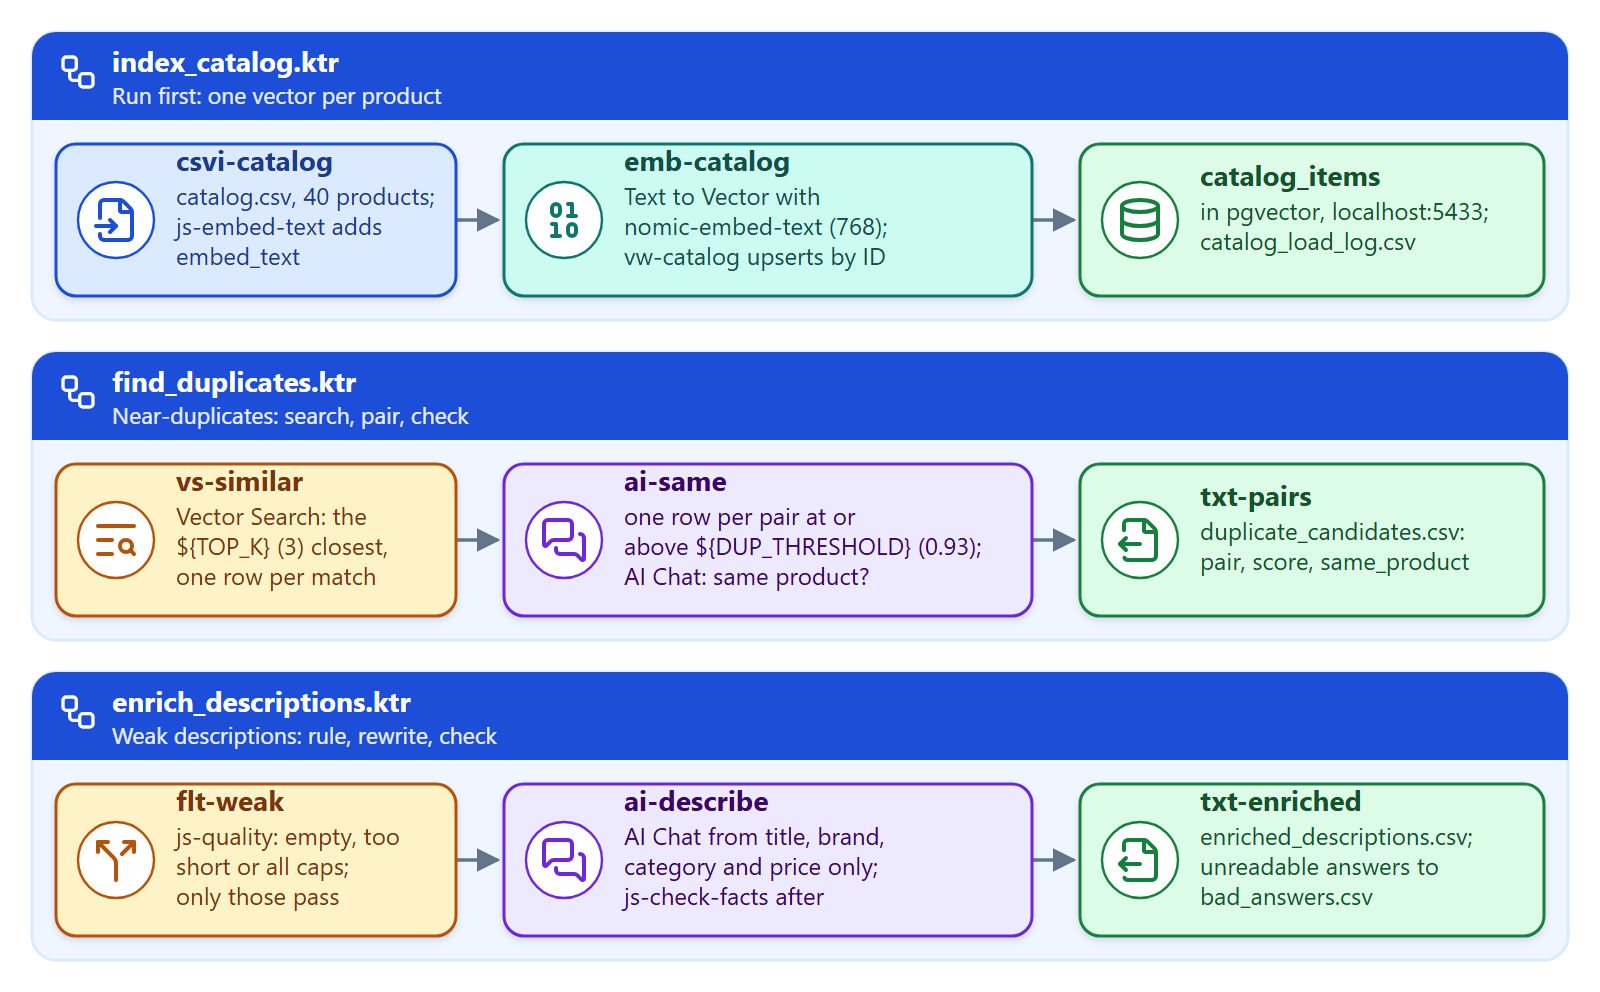 index_catalog.ktr
Run first: one vector per product
csvi-catalog
catalog.csv, 40 products;
js-embed-text adds
embed_text
01
10
emb-catalog
Text to Vector with
nomic-embed-text (768);
vw-catalog upserts by ID
catalog_items
in pgvector, localhost:5433;
catalog_load_log.csv
find_duplicates.ktr
Near-duplicates: search, pair, check
vs-similar
Vector Search: the
${TOP_K} (3) closest,
one row per match
ai-same
one row per pair at or
above ${DUP_THRESHOLD} (0.93);
AI Chat: same product?
txt-pairs
duplicate_candidates.csv:
pair, score, same_product
enrich_descriptions.ktr
Weak descriptions: rule, rewrite, check
flt-weak
js-quality: empty, too
short or all caps;
only those pass
ai-describe
AI Chat from title, brand,
category and price only;
js-check-facts after
txt-enriched
enriched_descriptions.csv;
unreadable answers to
bad_answers.csv